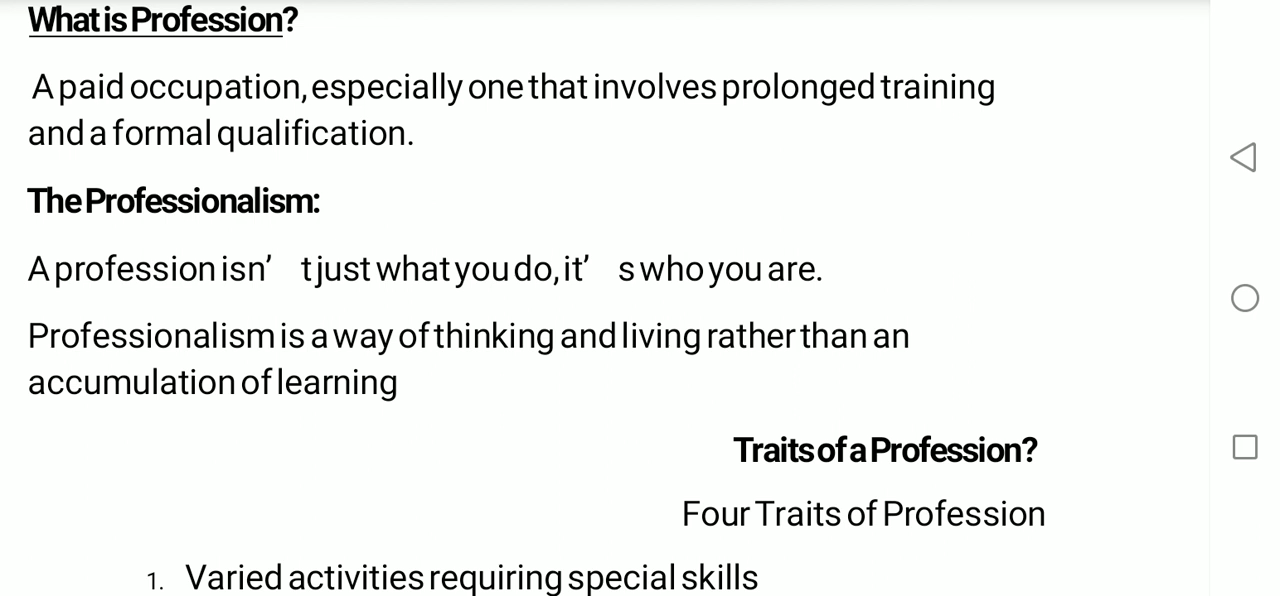 What is Profession?
A paid occupation, especially one that involves prolonged training
and a formal qualification.
The Professionalism:
A profession isn’ t just what you do, it’ s who you are.
Professionalism is a way of thinking and living rather than an
accumulation of learning
Traits of a Profession?
Four Traits of Profession
1. Varied activities requiring special skills